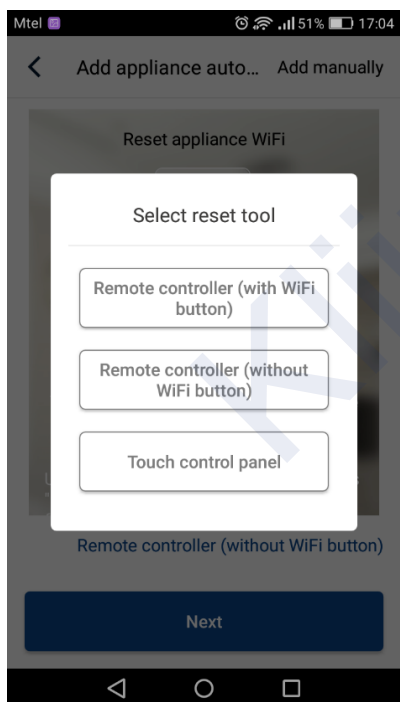 Mtel 51% 17:04
Add appliance auto... Add manually
Reset appliance WiFi
Select reset tool
Remote controller (with WiFi
button)
Remote controller (without
WiFi button)
Touch control panel
Remote controller (without WiFi button)
Next